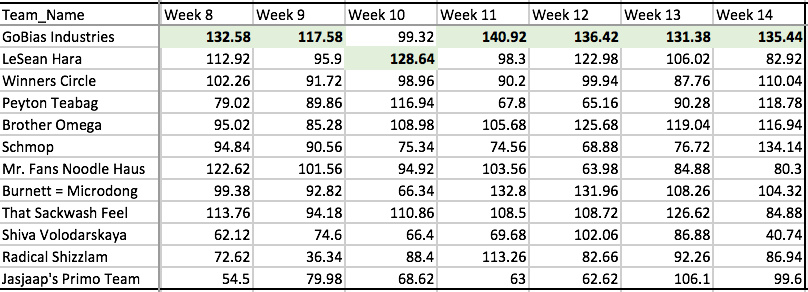 Team_Name Week 8 Week 9 Week 10 Week 11 Week 12 Week 13 Week 14
GoBias Industries 132.58 117.58 99.32 140.92 136.42 131.38 135.44
LeSean Hara 112.92 95.9 128.64 98.3 122.98 106.02 82.92
Winners Circle 102.26 91.72 98.96 90.2 99.94 87.76 110.04
Peyton Teabag 79.02 89.86 116.94 67.8 65.16 90.28 118.78
Brother Omega 95.02 85.28 108.98 105.68 125.68 119.04 116.94
Schmop 94.84 90.56 75.34 74.56 68.88 76.72 134.14
Mr. Fans Noodle Haus 122.62 101.56 94.92 103.56 63.98 84.88 80.3
Burnett = Microdong 99.38 92.82 66.34 132.8 131.96 108.26 104.32
That Sackwash Feel 113.76 94.18 110.86 108.5 108.72 126.62 84.88
Shiva Volodarskaya 62.12 74.6 66.4 69.68 102.06 86.88 40.74
Radical Shizzlam 72.62 36.34 88.4 113.26 82.66 92.26 86.94
Jasjaap's Primo Team 54.5 79.98 68.62 63 62.62 106.1 99.6